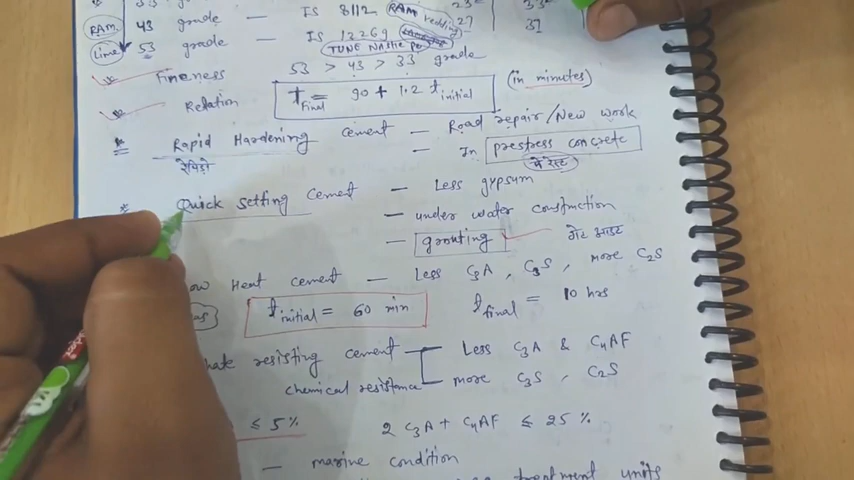 43 grade — IS 8112 RAM
RAM
Lime 53 grade — IS 12269 27 31
TUNE
53 > 43 > 33 grade
* Fineness
* Relation t Final = 90 + 1.2 t initial (in minutes)
* Rapid Hardening cement — Road repair/New work
रेपिडो — In prestress concrete
* Quick Setting cement — Less gypsum
— under water construction
— grouting
ow Heat cement — Less C3A, C3S, more C2S
t initial = 60 min t final = 10 hrs
hate resisting cement — Less C3A & C4AF
chemical resistance — more C3S, C2S
≤ 5% 2 C3A + C4AF ≤ 25 %
— marine condition
treatment units